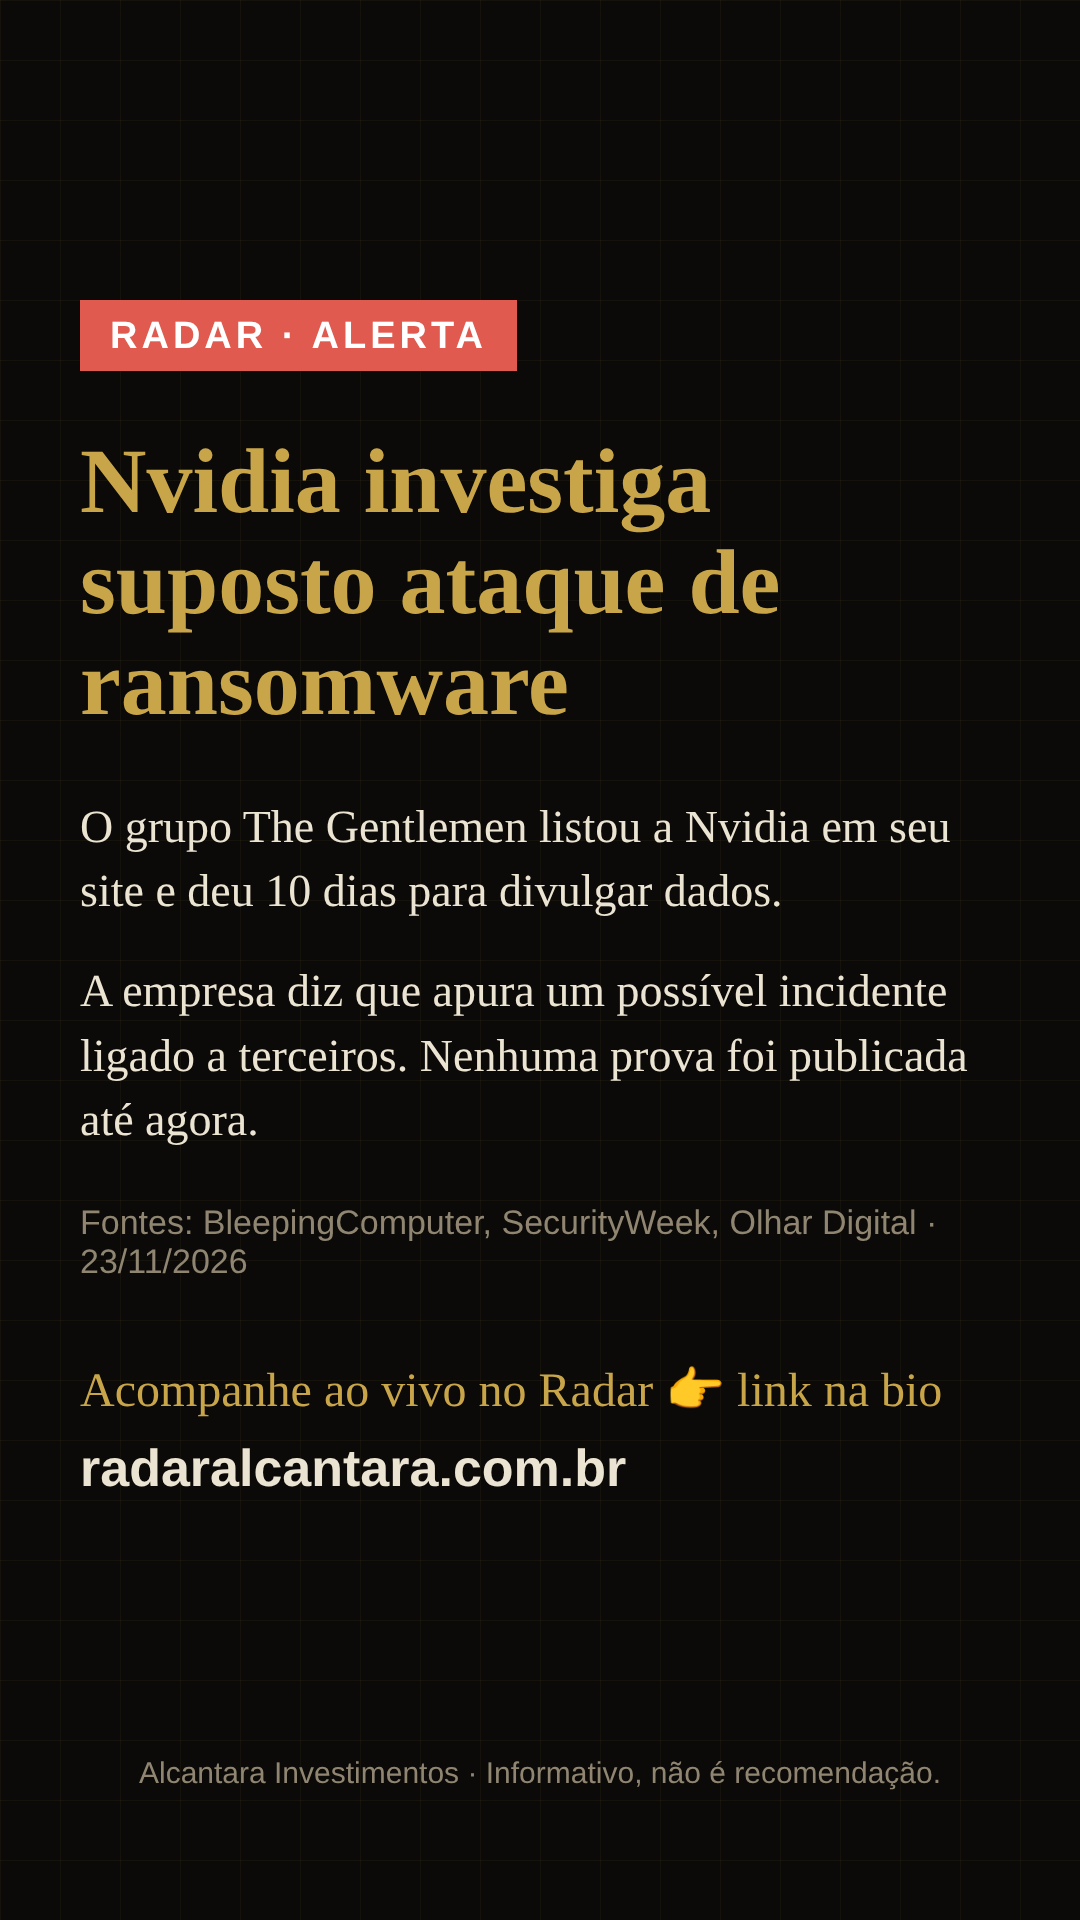 RADAR · ALERTA
Nvidia investiga
suposto ataque de
ransomware
O grupo The Gentlemen listou a Nvidia em seu
site e deu 10 dias para divulgar dados.
A empresa diz que apura um possível incidente
ligado a terceiros. Nenhuma prova foi publicada
até agora.
Fontes: BleepingComputer, SecurityWeek, Olhar Digital ·
23/11/2026
Acompanhe ao vivo no Radar 👉 link na bio
radaralcantara.com.br
Alcantara Investimentos · Informativo, não é recomendação.